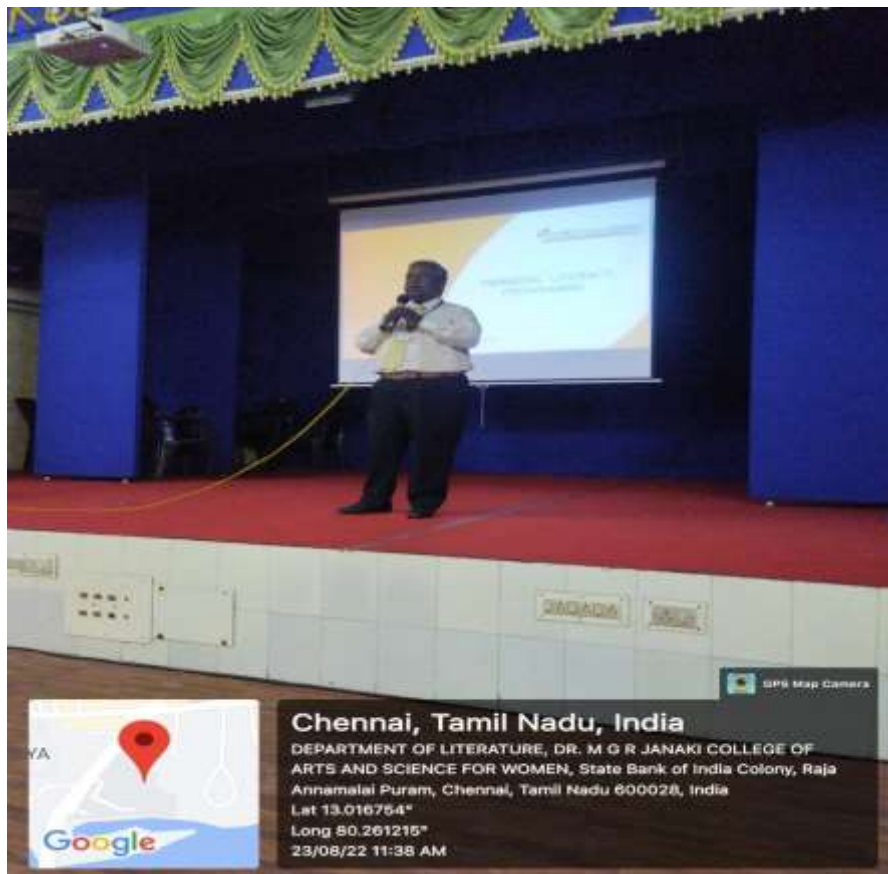 GPS Map Camera
YA
Google
Chennai, Tamil Nadu, India
DEPARTMENT OF LITERATURE, DR. M G R JANAKI COLLEGE OF
ARTS AND SCIENCE FOR WOMEN, State Bank of India Colony, Raja
Annamalai Puram, Chennai, Tamil Nadu 600028, India
Lat 13.016754°
Long 80.261215°
23/08/22 11:38 AM